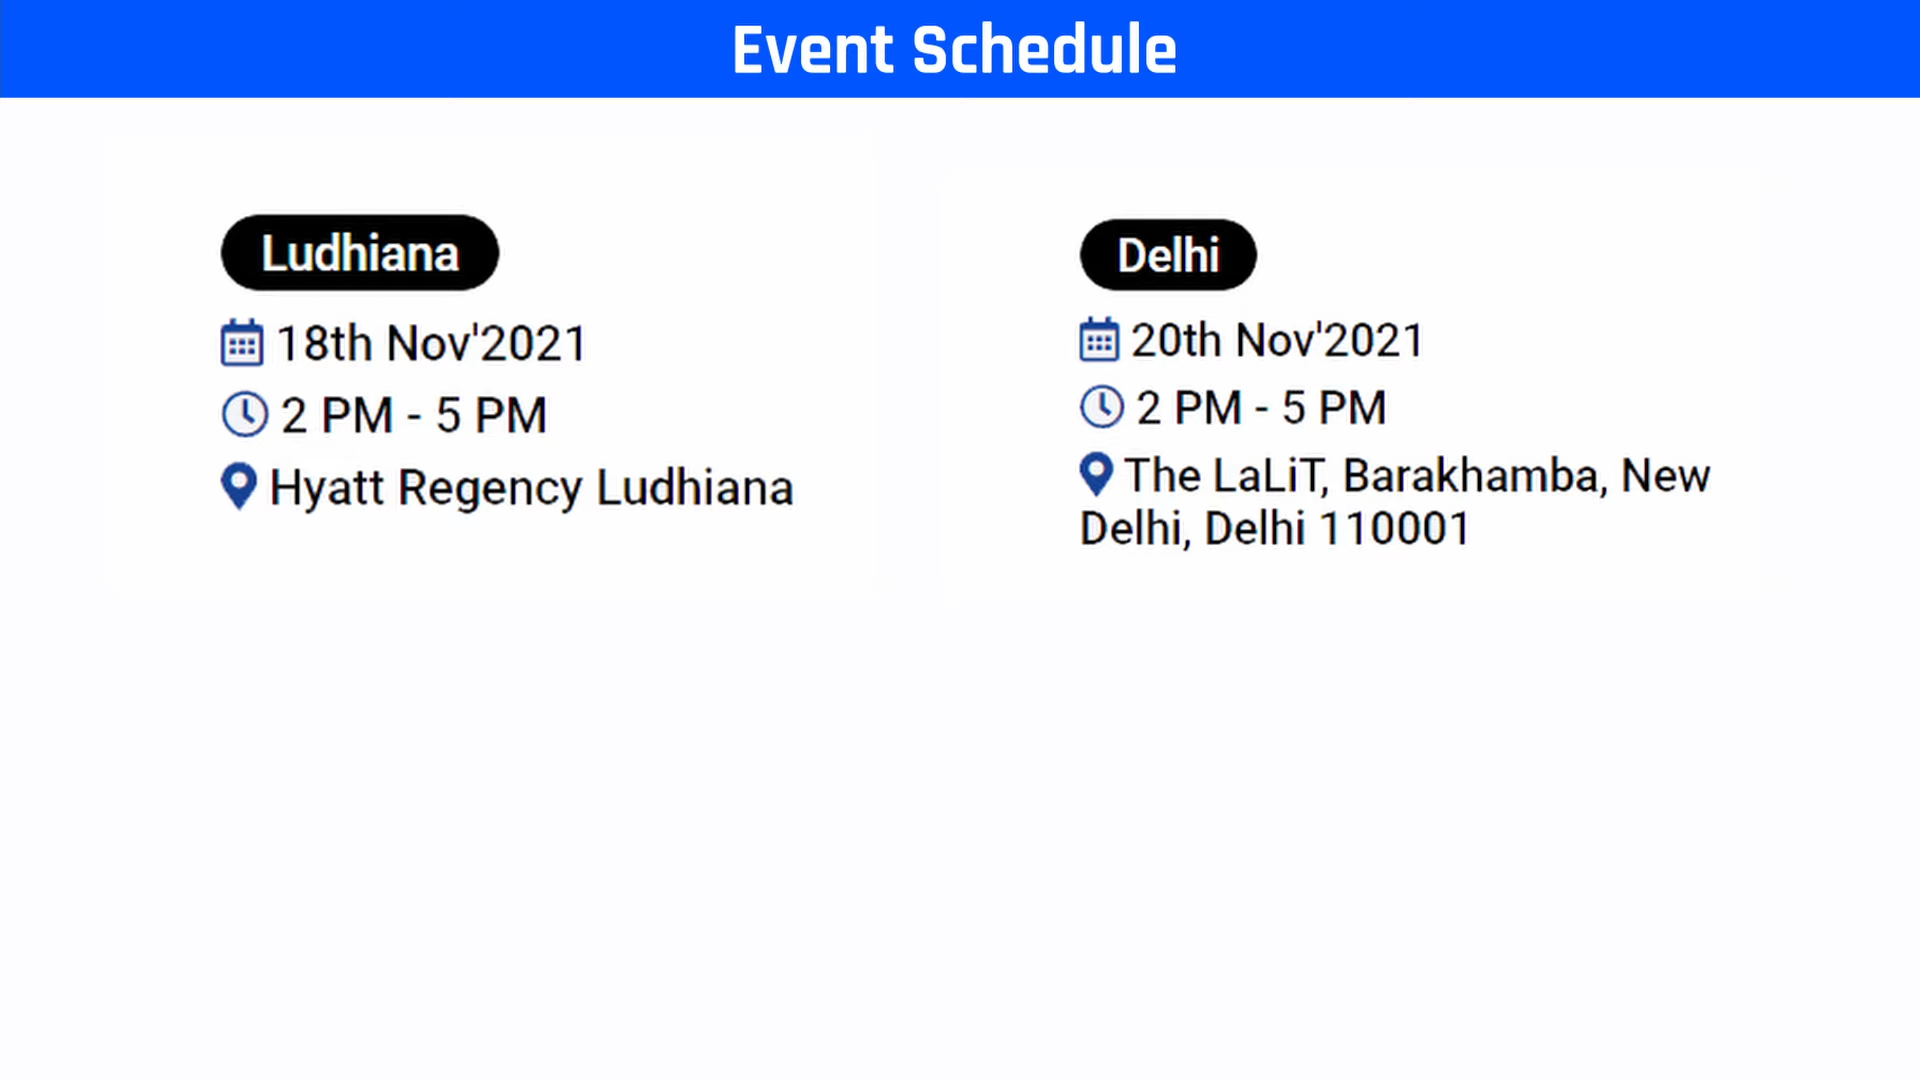 Event Schedule
Ludhiana
18th Nov'2021
2 PM - 5 PM
Hyatt Regency Ludhiana
Delhi
20th Nov'2021
2 PM - 5 PM
The LaLiT, Barakhamba, New
Delhi, Delhi 110001